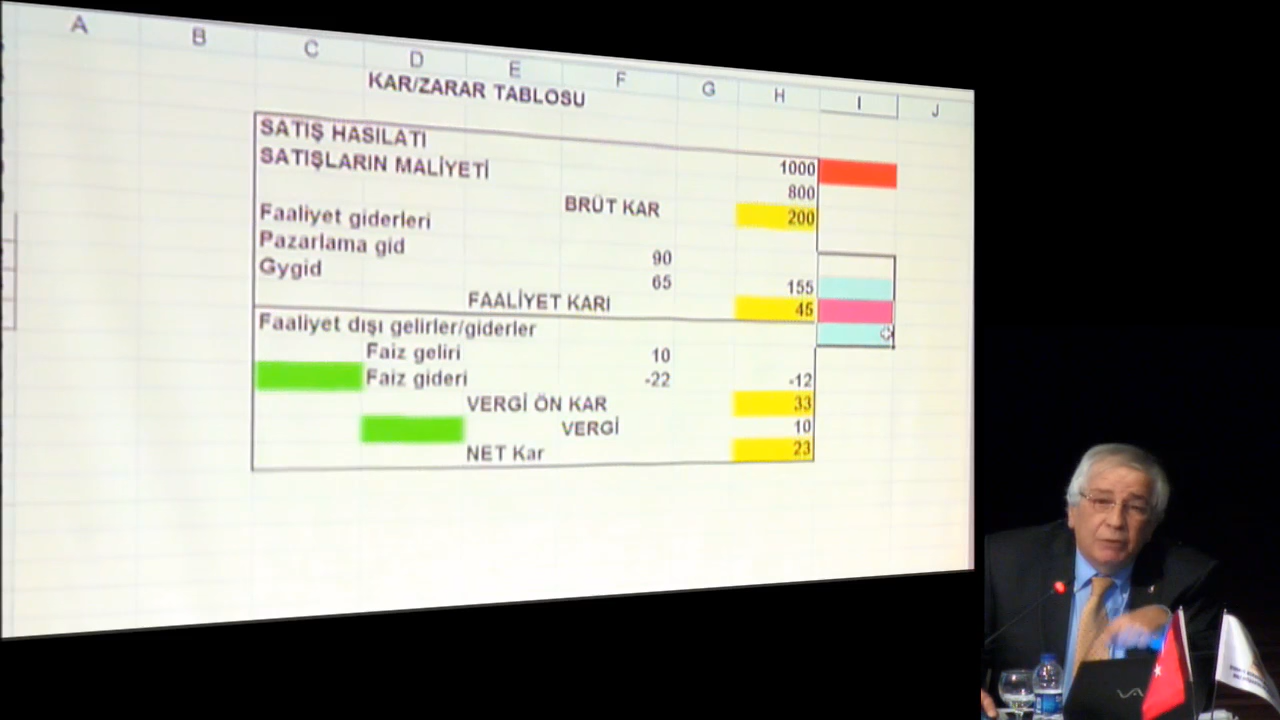 A B C D E F G H I J
KAR/ZARAR TABLOSU
SATIŞ HASILATI 1000
SATIŞLARIN MALİYETİ 800
BRÜT KAR 200
Faaliyet giderleri
Pazarlama gid 90
Gygid 65 155
FAALİYET KARI 45
Faaliyet dışı gelirler/giderler
Faiz geliri 10
Faiz gideri -22 -12
VERGİ ÖN KAR 33
VERGİ 10
NET Kar 23